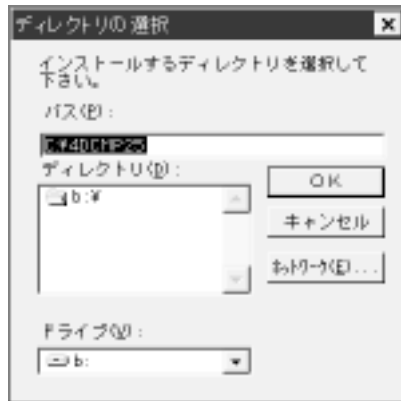 ディレクトリの選択
インストールするディレクトリを選択して
下さい。
パス(P):
C:¥4DCMP25
ディレクトリ(D):
b:¥
OK
キャンセル
ネットワーク(E)...
ドライブ(V):
b: